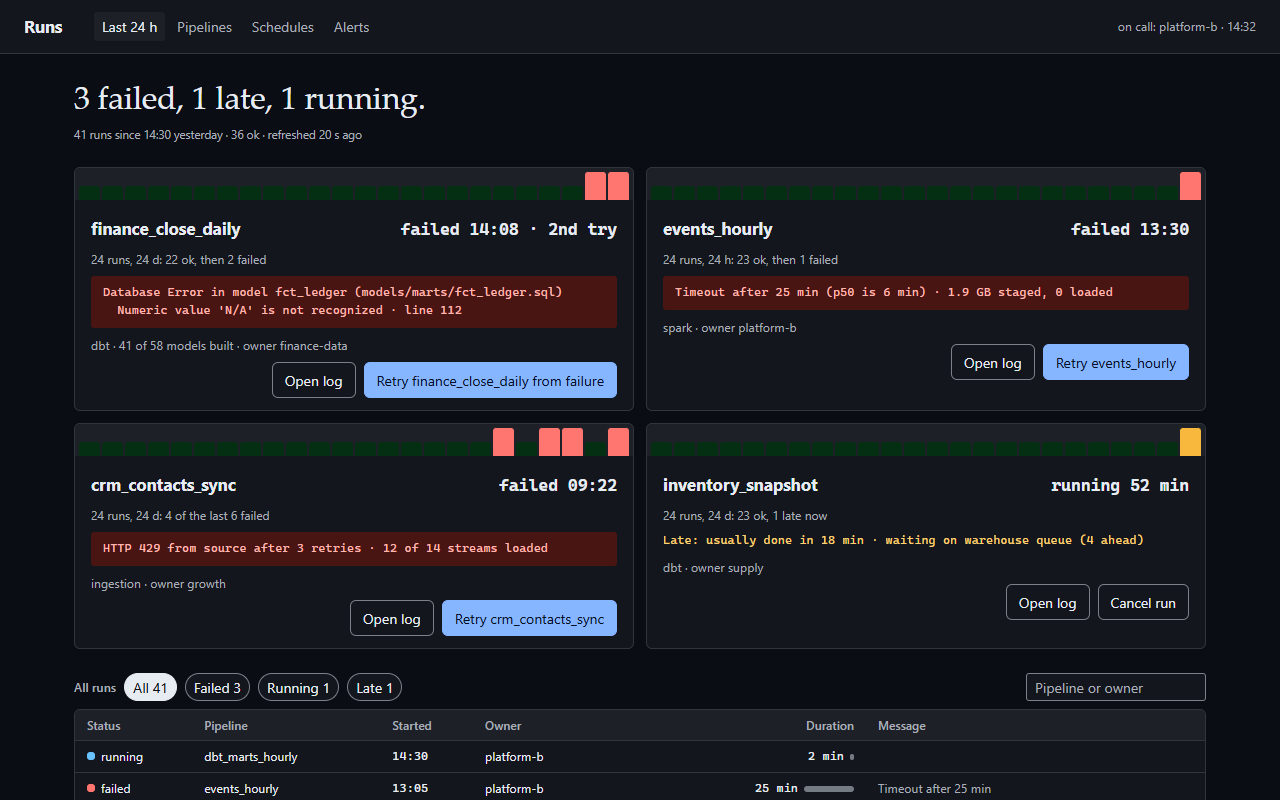 Runs
Last 24 h
Pipelines
Schedules
Alerts
on call: platform-b · 14:32
3 failed, 1 late, 1 running.
41 runs since 14:30 yesterday · 36 ok · refreshed 20 s ago
finance_close_daily
failed 14:08 · 2nd try
24 runs, 24 d: 22 ok, then 2 failed
Database Error in model fct_ledger (models/marts/fct_ledger.sql)
Numeric value 'N/A' is not recognized · line 112
dbt · 41 of 58 models built · owner finance-data
Open log
Retry finance_close_daily from failure
events_hourly
failed 13:30
24 runs, 24 h: 23 ok, then 1 failed
Timeout after 25 min (p50 is 6 min) · 1.9 GB staged, 0 loaded
spark · owner platform-b
Open log
Retry events_hourly
crm_contacts_sync
failed 09:22
24 runs, 24 d: 4 of the last 6 failed
HTTP 429 from source after 3 retries · 12 of 14 streams loaded
ingestion · owner growth
Open log
Retry crm_contacts_sync
inventory_snapshot
running 52 min
24 runs, 24 d: 23 ok, 1 late now
Late: usually done in 18 min · waiting on warehouse queue (4 ahead)
dbt · owner supply
Open log
Cancel run
All runs
All 41
Failed 3
Running 1
Late 1
Pipeline or owner
Status Pipeline Started Owner Duration Message
running dbt_marts_hourly 14:30 platform-b 2 min
failed events_hourly 13:05 platform-b 25 min Timeout after 25 min